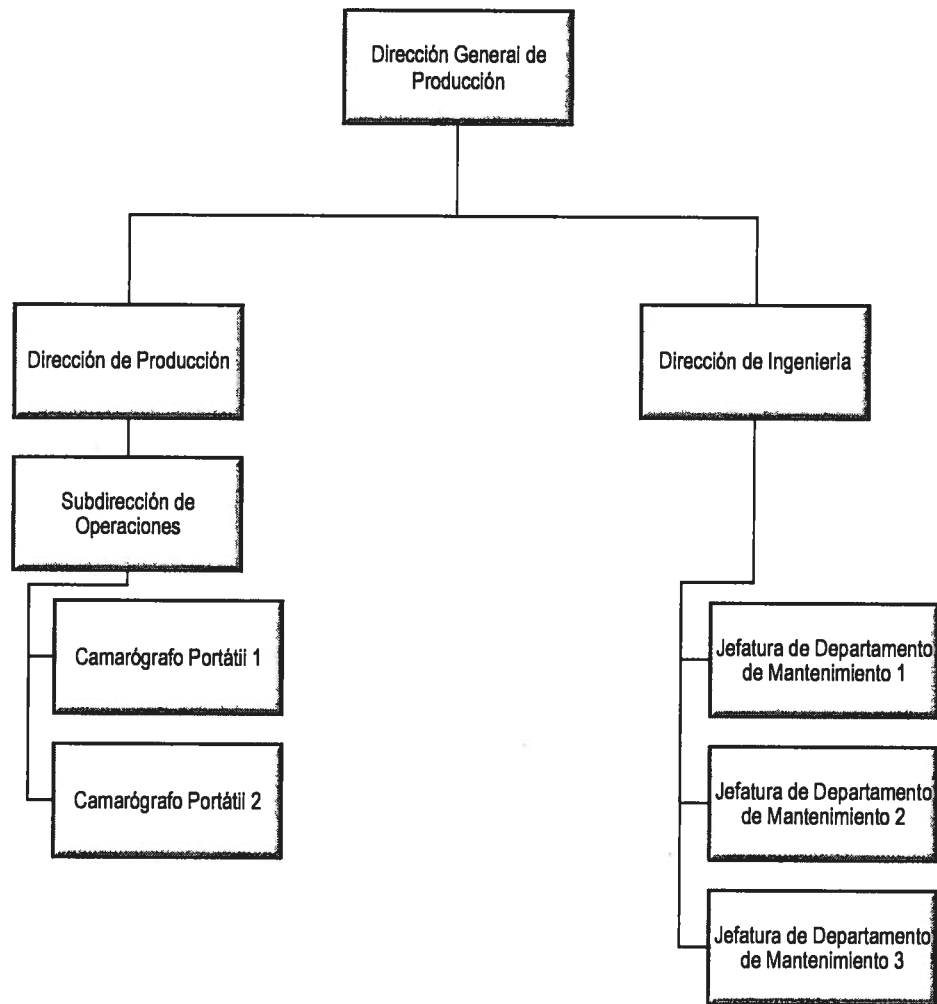 Dirección General de
Producción
Dirección de Producción
Dirección de Ingeniería
Subdirección de
Operaciones
Camarógrafo Portátil 1
Camarógrafo Portátil 2
Jefatura de Departamento
de Mantenimiento 1
Jefatura de Departamento
de Mantenimiento 2
Jefatura de Departamento
de Mantenimiento 3